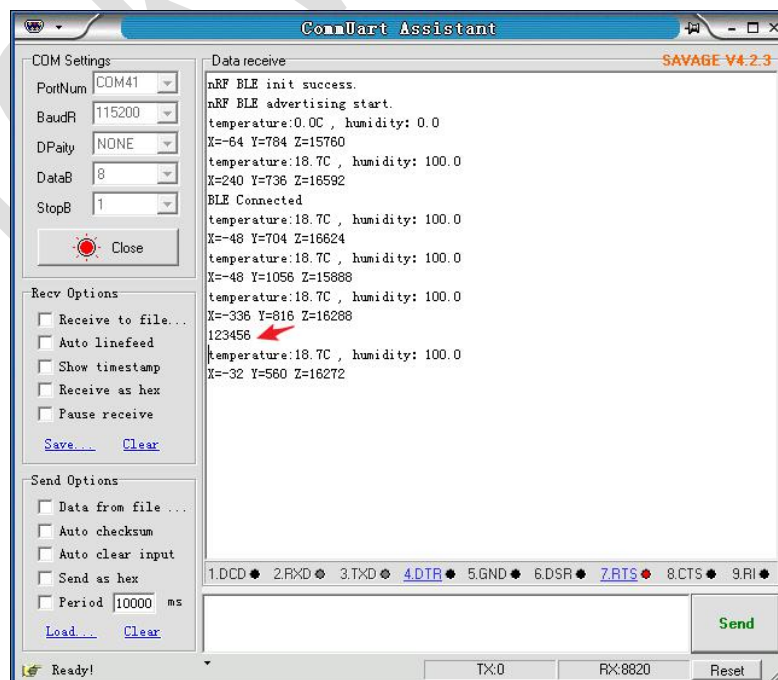 CommUart Assistant
COM Settings
PortNum COM41
BaudR 115200
DPaity NONE
DataB 8
StopB 1
Close
Recv Options
Receive to file...
Auto linefeed
Show timestamp
Receive as hex
Pause receive
Save... Clear
Send Options
Data from file ...
Auto checksum
Auto clear input
Send as hex
Period 10000 ms
Load... Clear
Data receive
SAVAGE V4.2.3
nRF BLE init success.
nRF BLE advertising start.
temperature:0.0C , humidity: 0.0
X=-64 Y=784 Z=15760
temperature:18.7C , humidity: 100.0
X=240 Y=736 Z=16592
BLE Connected
temperature:18.7C , humidity: 100.0
X=-48 Y=704 Z=16624
temperature:18.7C , humidity: 100.0
X=-48 Y=1056 Z=15888
temperature:18.7C , humidity: 100.0
X=-336 Y=816 Z=16288
123456
temperature:18.7C , humidity: 100.0
X=-32 Y=560 Z=16272
1.DCD 2.RXD 3.TXD 4.DTR 5.GND 6.DSR 7.RTS 8.CTS 9.RI
Send
Ready! TX:0 RX:8820 Reset